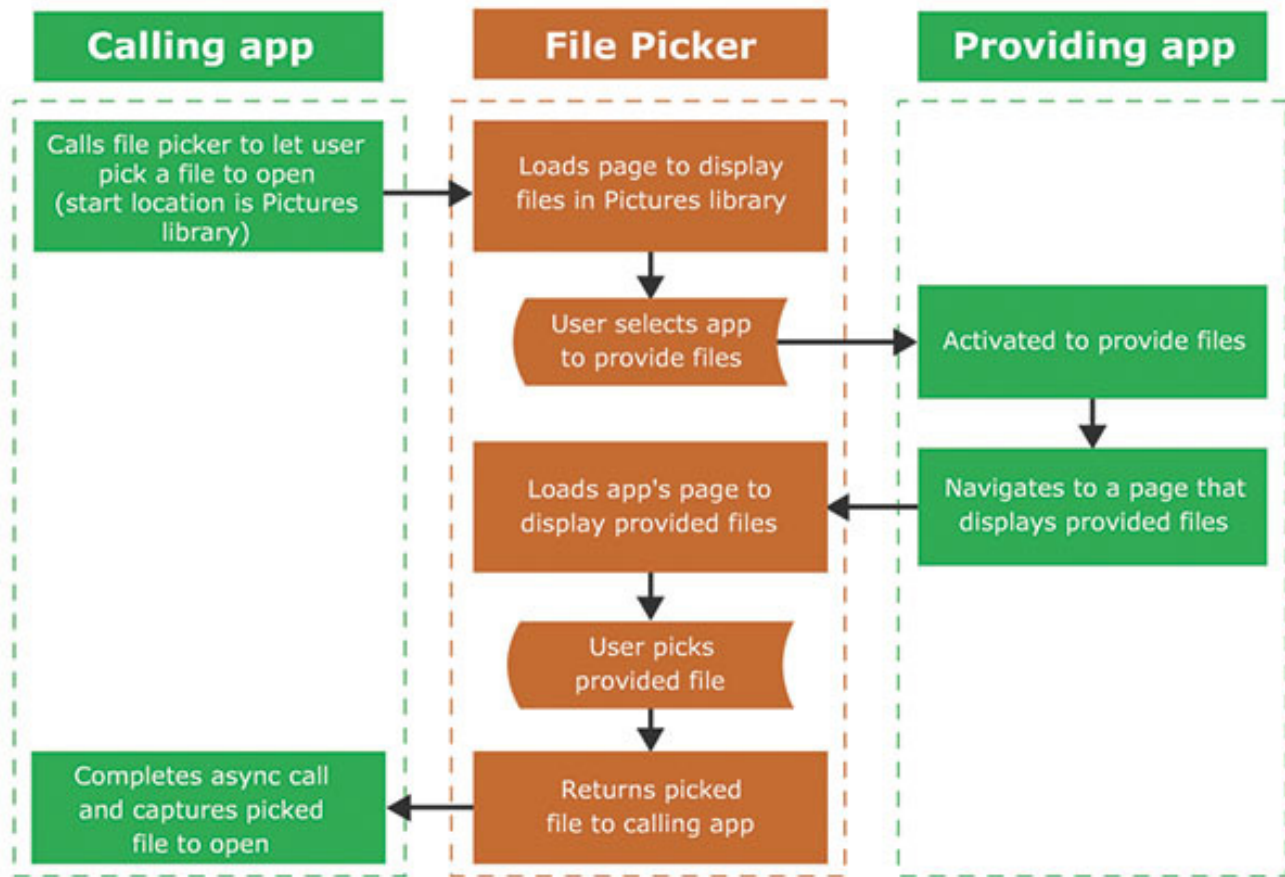 Calling app
File Picker
Providing app
Calls file picker to let user
pick a file to open
(start location is Pictures
library)
Loads page to display
files in Pictures library
User selects app
to provide files
Activated to provide files
Loads app's page to
display provided files
Navigates to a page that
displays provided files
User picks
provided file
Completes async call
and captures picked
file to open
Returns picked
file to calling app